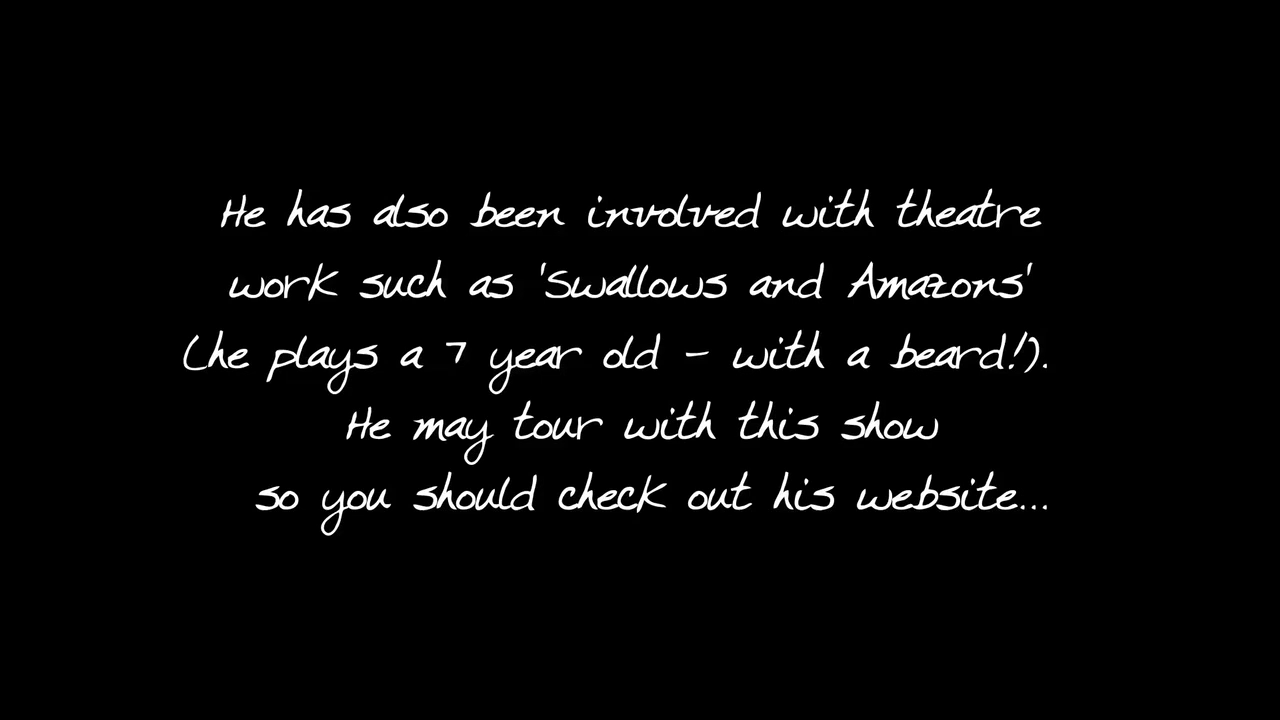 He has also been involved with theatre
work such as 'Swallows and Amazons'
(he plays a 7 year old - with a beard!).
He may tour with this show
so you should check out his website...